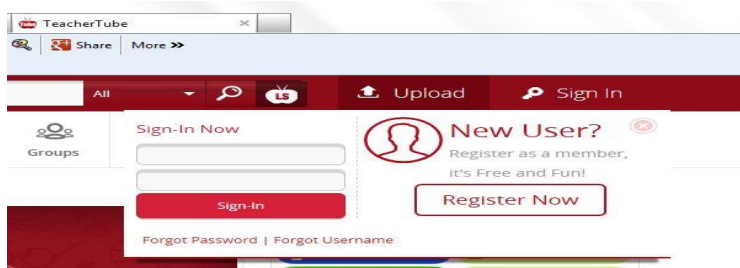 Tube TeacherTube
Share More >>
All LS Upload Sign In
Groups
Sign-In Now
Sign-In
Forgot Password | Forgot Username
New User?
Register as a member,
it's Free and Fun!
Register Now